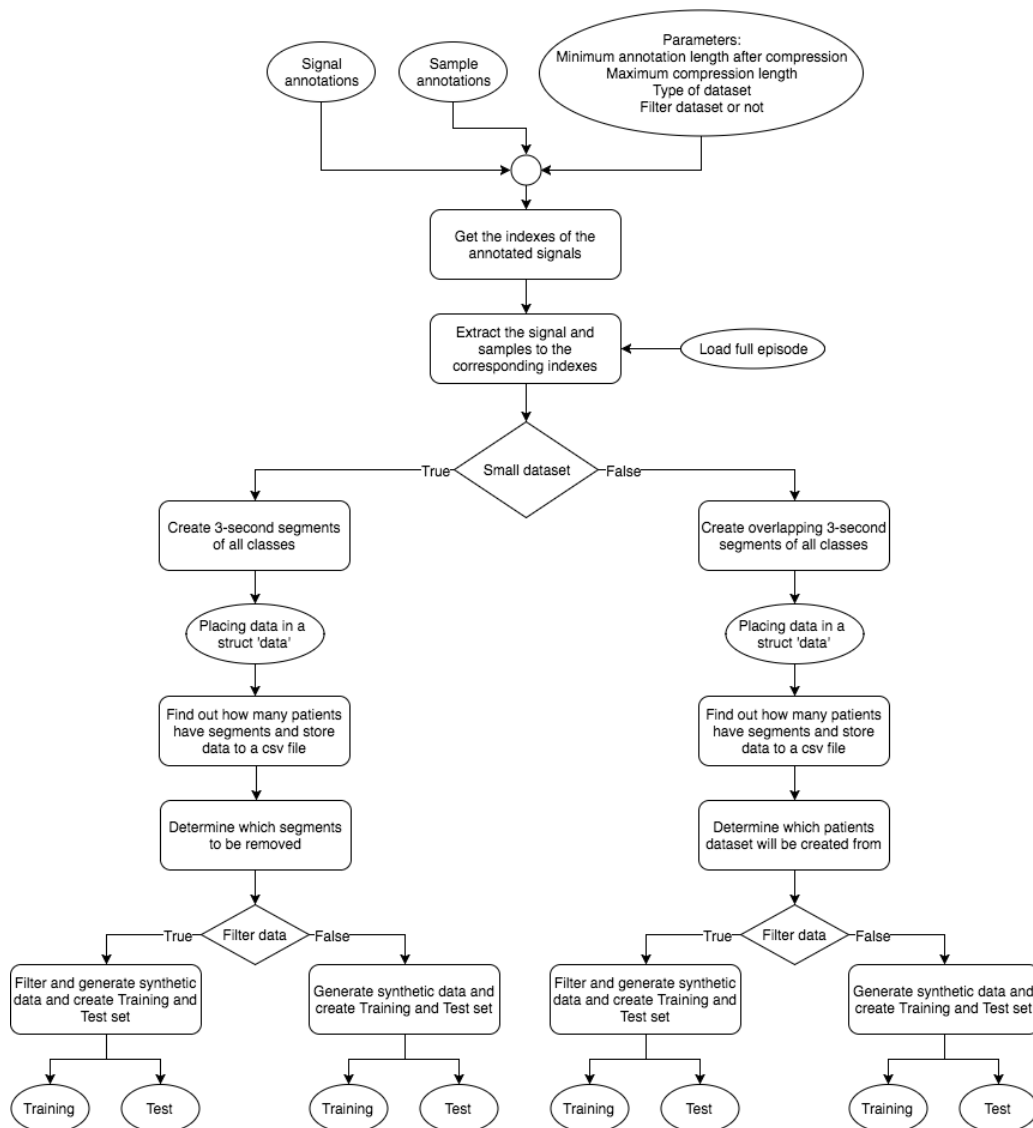 Signal
annotations
Sample
annotations
Parameters:
Minimum annotation length after compression
Maximum compression length
Type of dataset
Filter dataset or not
Get the indexes of the
annotated signals
Extract the signal and
samples to the
corresponding indexes
Load full episode
True
Small dataset
False
Create 3-second segments
of all classes
Create overlapping 3-second
segments of all classes
Placing data in a
struct 'data'
Placing data in a
struct 'data'
Find out how many patients
have segments and store
data to a csv file
Find out how many patients
have segments and store
data to a csv file
Determine which segments
to be removed
Determine which patients
dataset will be created from
True
Filter data
False
True
Filter data
False
Filter and generate synthetic
data and create Training and
Test set
Generate synthetic data and
create Training and Test set
Filter and generate synthetic
data and create Training and
Test set
Generate synthetic data and
create Training and Test set
Training
Test
Training
Test
Training
Test
Training
Test